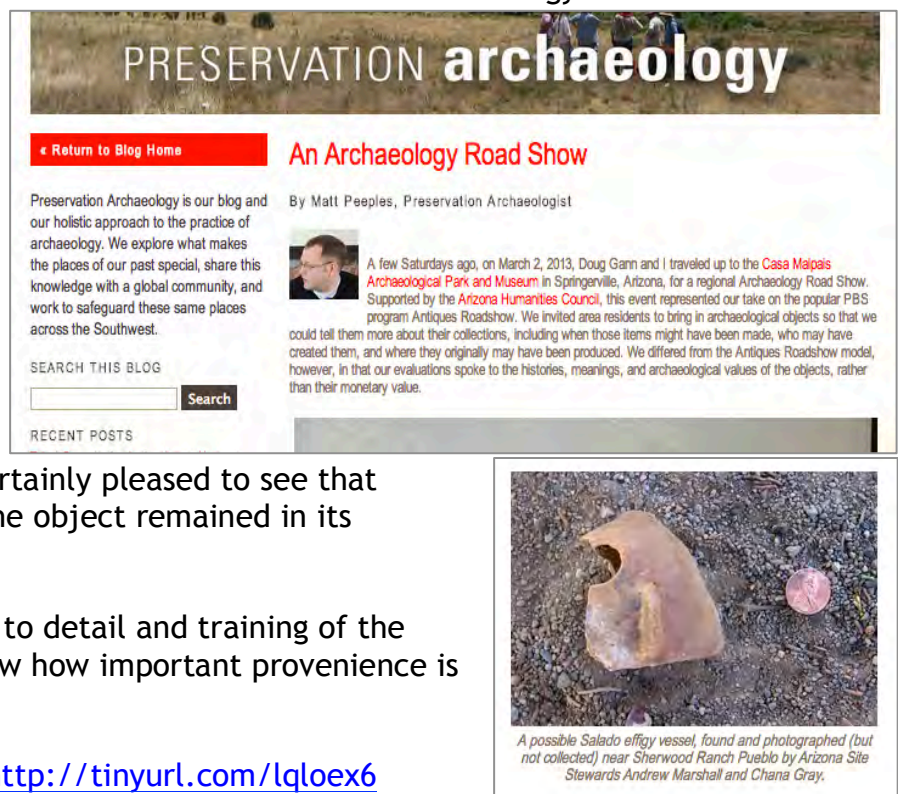 PRESERVATION archaeology
« Return to Blog Home
Preservation Archaeology is our blog and
our holistic approach to the practice of
archaeology. We explore what makes
the places of our past special, share this
knowledge with a global community, and
work to safeguard these same places
across the Southwest.
SEARCH THIS BLOG
Search
RECENT POSTS
An Archaeology Road Show
By Matt Peeples, Preservation Archaeologist
A few Saturdays ago, on March 2, 2013, Doug Gann and I traveled up to the Casa Malpais
Archaeological Park and Museum in Springerville, Arizona, for a regional Archaeology Road Show.
Supported by the Arizona Humanities Council, this event represented our take on the popular PBS
program Antiques Roadshow. We invited area residents to bring in archaeological objects so that we
could tell them more about their collections, including when those items might have been made, who may have
created them, and where they originally may have been produced. We differed from the Antiques Roadshow model,
however, in that our evaluations spoke to the histories, meanings, and archaeological values of the objects, rather
than their monetary value.
pleased to see that
object remained in its
to detail and training of the
how important provenience is
ttp://tinyurl.com/lqloex6
A possible Salado effigy vessel, found and photographed (but
not collected) near Sherwood Ranch Pueblo by Arizona Site
Stewards Andrew Marshall and Chana Gray.